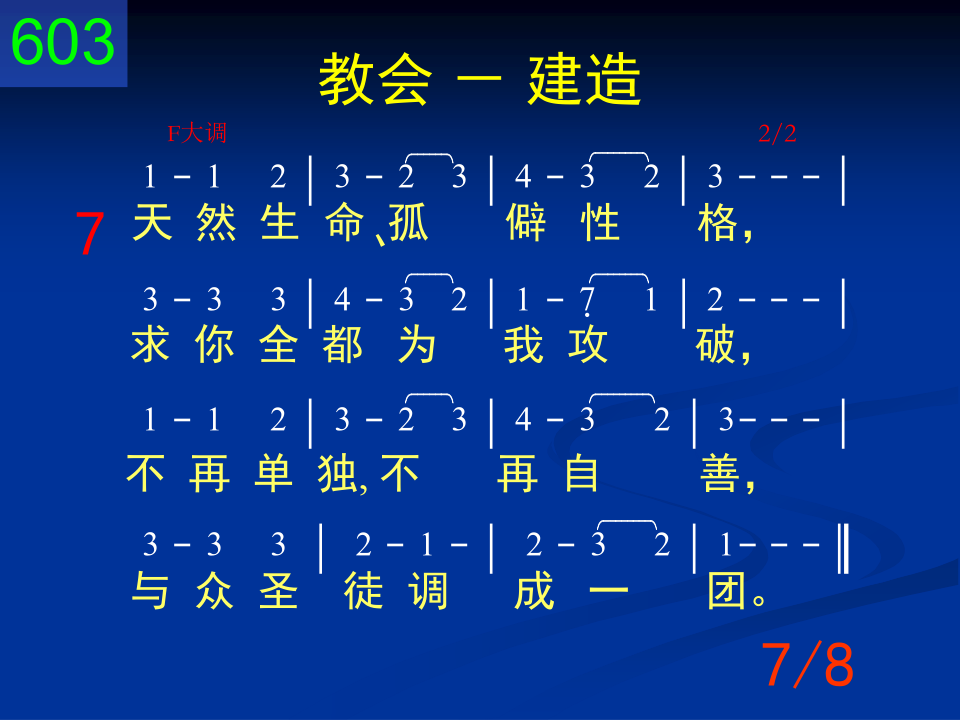 603
教会 － 建造
F大调 2/2
1 - 1 2 | 3 - 2 3 | 4 - 3 2 | 3 - - - |
7 天 然 生 命、孤 僻 性 格，
3 - 3 3 | 4 - 3 2 | 1 - 7̣ 1 | 2 - - - |
求 你 全 都 为 我 攻 破，
1 - 1 2 | 3 - 2 3 | 4 - 3 2 | 3 - - - |
不 再 单 独, 不 再 自 善，
3 - 3 3 | 2 - 1 - | 2 - 3 2 | 1 - - - ‖
与 众 圣 徒 调 成 一 团。
7/8